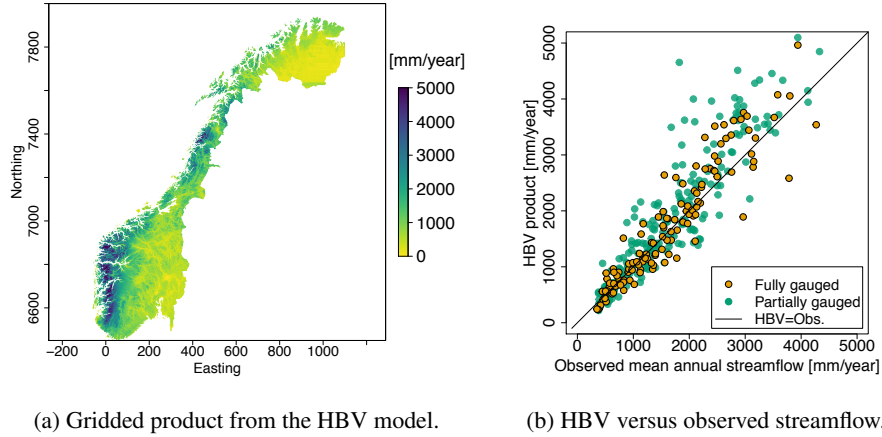 7800
7400
7000
6600
Northing
−200
0
200
400
600
800
1000
Easting
[mm/year]
5000
4000
3000
2000
1000
0
5000
4000
3000
2000
1000
0
HBV product [mm/year]
Fully gauged
Partially gauged
HBV=Obs.
0
1000
2000
3000
4000
5000
Observed mean annual streamflow [mm/year]
(a) Gridded product from the HBV model.
(b) HBV versus observed streamflow.